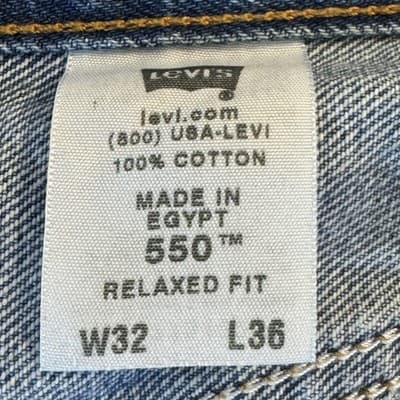 LEVI'S
®
levi.com
(800) USA-LEVI
100% COTTON
MADE IN
EGYPT
550™
RELAXED FIT
W32 L36